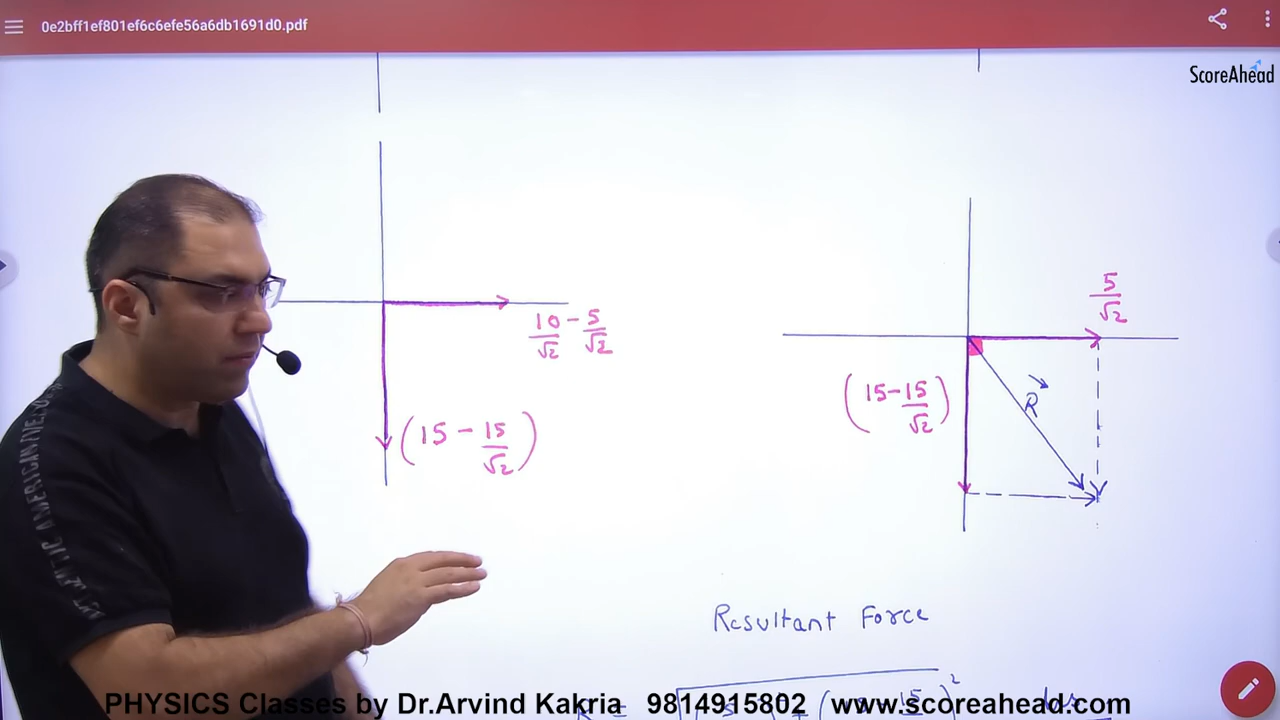 0e2bff1ef801ef6c6efe56a6db1691d0.pdf
ScoreAhead
10/√2 - 5/√2
(15 - 15/√2)
5/√2
(15 - 15/√2)
R⃗
Resultant Force
PHYSICS Classes by Dr.Arvind Kakria 9814915802 www.scoreahead.com